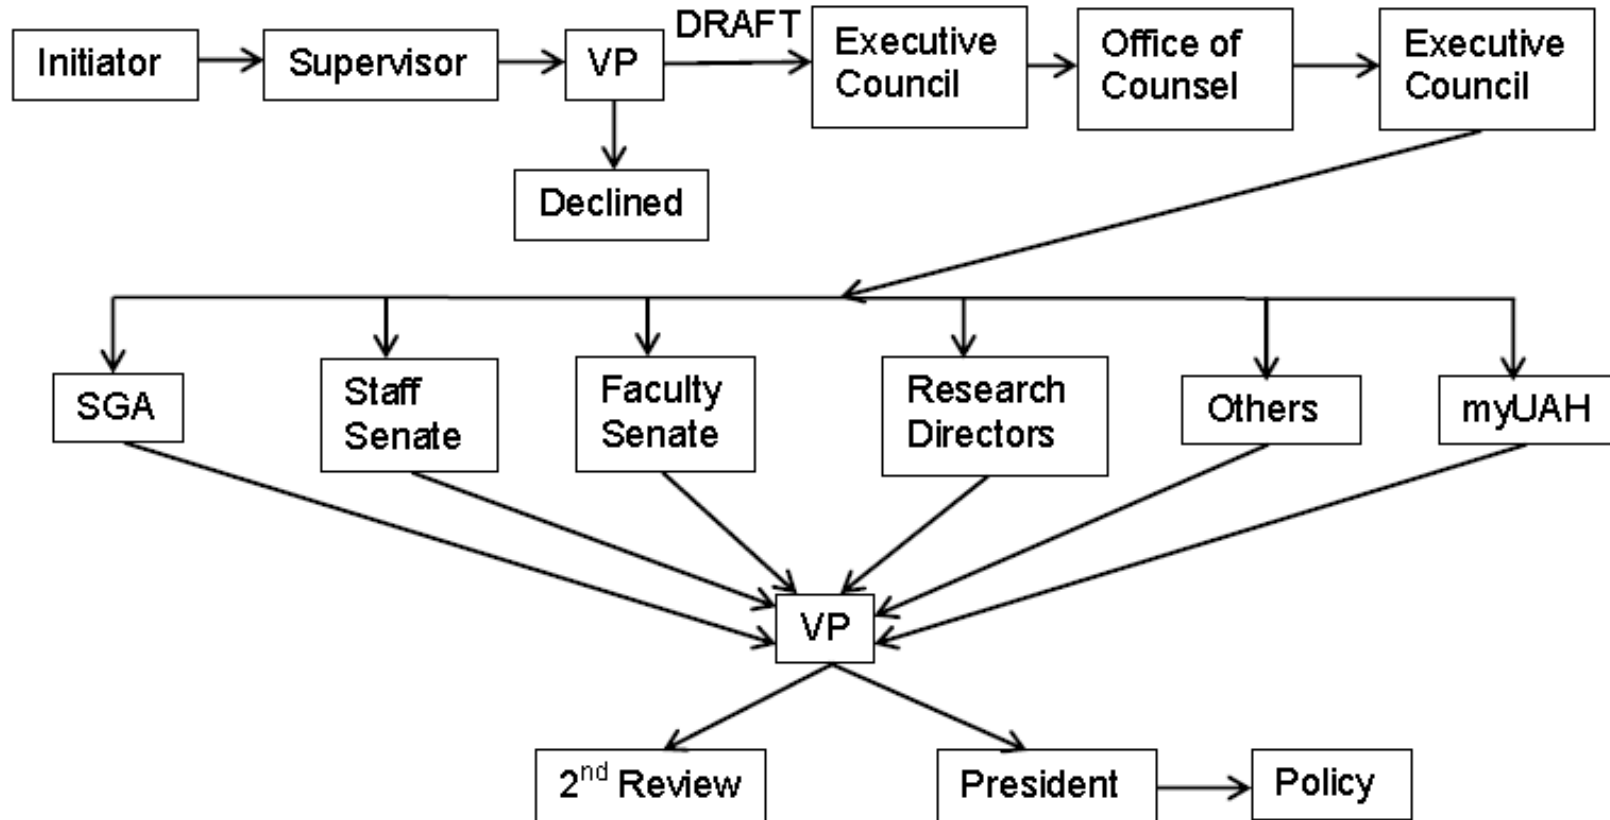 Initiator
Supervisor
VP
DRAFT
Executive
Council
Office of
Counsel
Executive
Council
Declined
SGA
Staff
Senate
Faculty
Senate
Research
Directors
Others
myUAH
VP
2nd Review
President
Policy